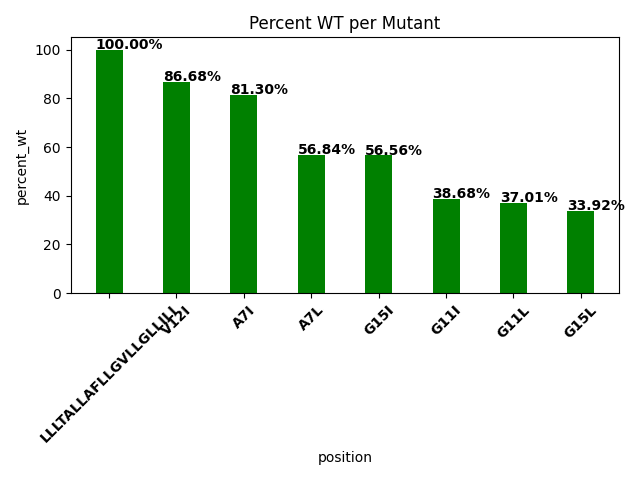 Percent WT per Mutant
100.00%
86.68%
81.30%
56.84%
56.56%
38.68%
37.01%
33.92%
percent_wt
100
80
60
40
20
0
LLLTALLAFLLGVLLGLLILL
V12I
A7I
A7L
G15I
G11I
G11L
G15L
position